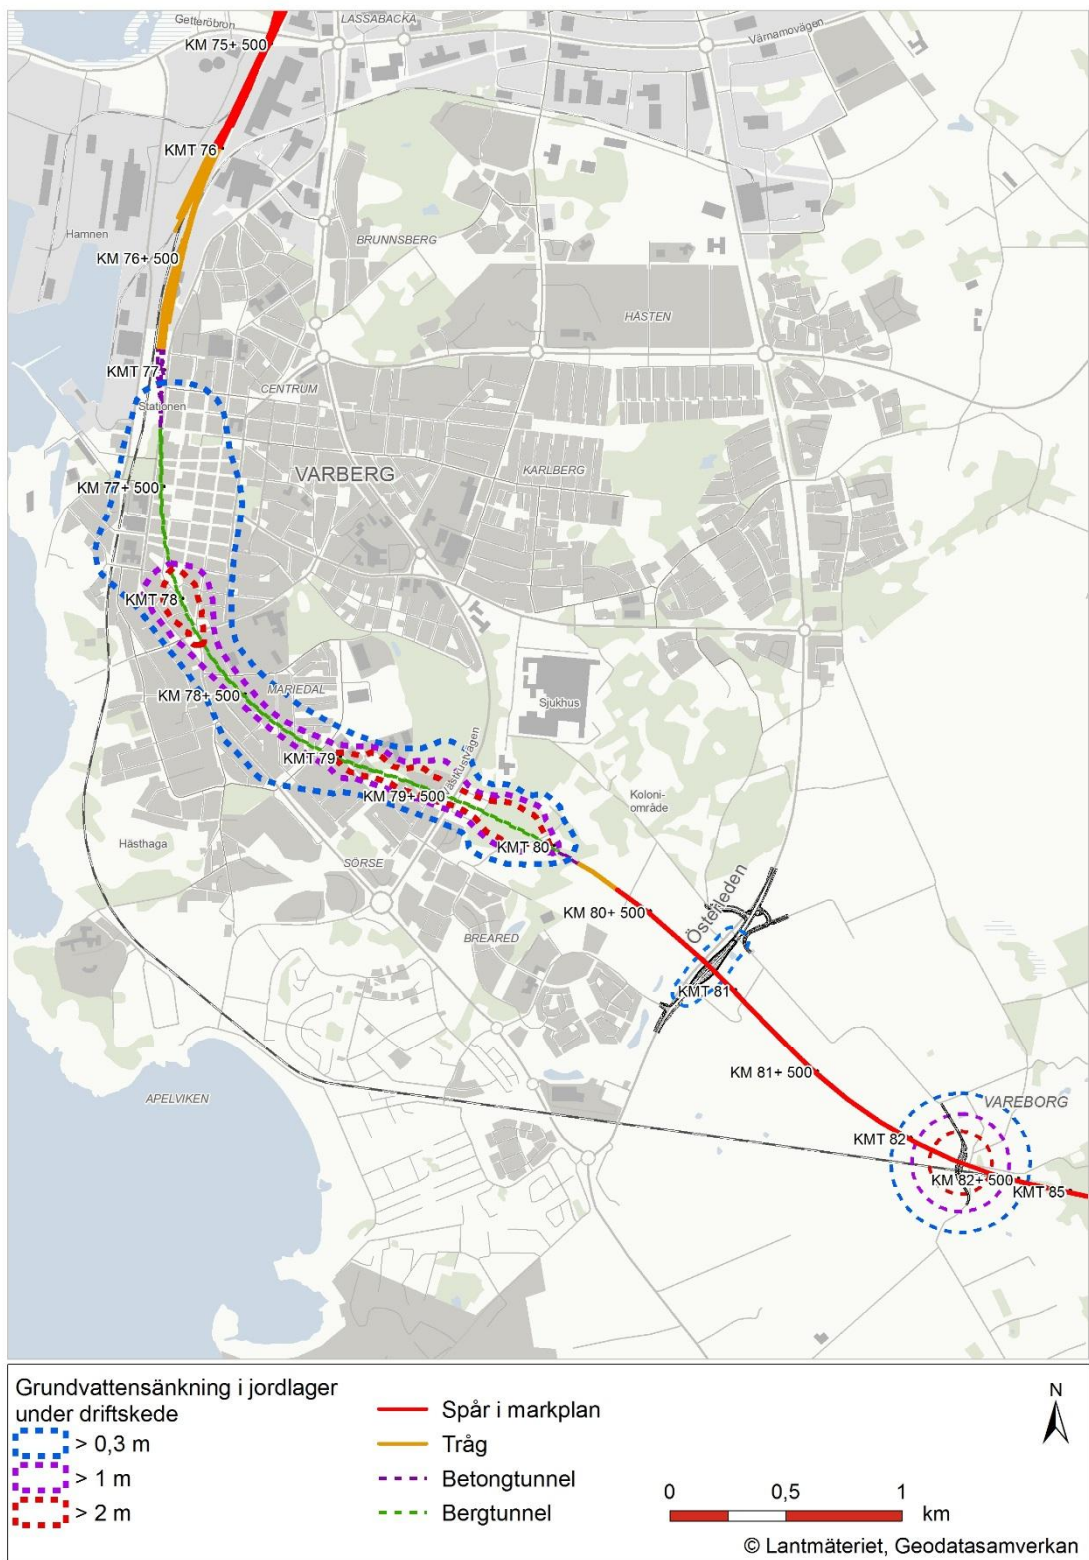 Getteröbron
LASSABACKA
KM 75+ 500
Värnamovägen
KMT 76
Hamnen
BRUNNSBERG
KM 76+ 500
HÅSTEN
KMT 77
CENTRUM
Stationen
VARBERG
KARLBERG
KM 77+ 500
KMT 78
MARIEDAL
KM 78+ 500
Sjukhus
Västkustvägen
KMT 79
KM 79+ 500
Koloni-
område
Hästhaga
KMT 80
SÖRSE
KM 80+ 500
Österleden
BREARED
KMT 81
KM 81+ 500
APELVIKEN
VAREBORG
KMT 82
KM 82+ 500
KMT 85
Grundvattensänkning i jordlager
under driftskede
> 0,3 m
> 1 m
> 2 m
Spår i markplan
Tråg
Betongtunnel
Bergtunnel
N
0 0,5 1
km
© Lantmäteriet, Geodatasamverkan